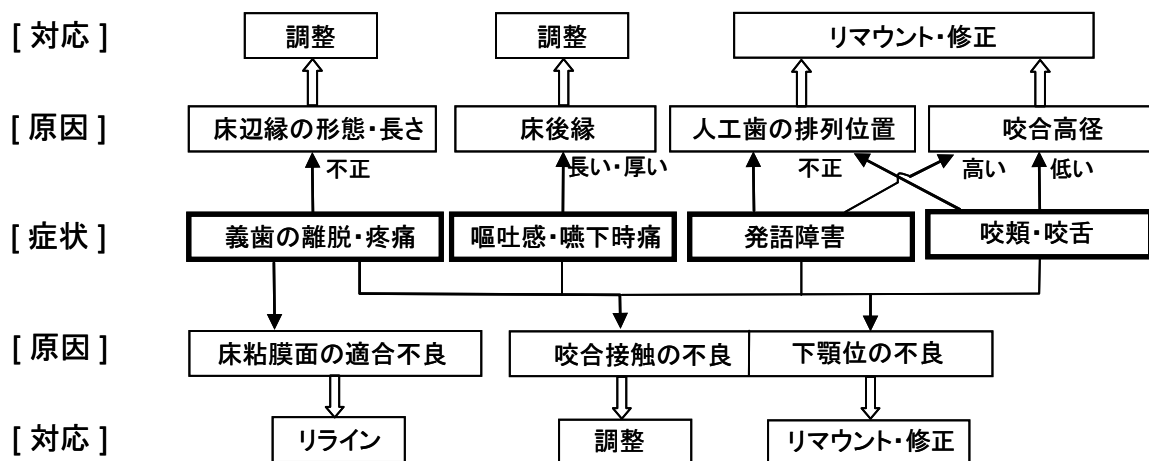 [ 対応 ] 調整 調整 リマウント・修正
[ 原因 ] 床辺縁の形態・長さ 床後縁 人工歯の排列位置 咬合高径
不正 長い・厚い 不正 高い 低い
[ 症状 ] 義歯の離脱・疼痛 嘔吐感・嚥下時痛 発語障害 咬頬・咬舌
[ 原因 ] 床粘膜面の適合不良 咬合接触の不良 下顎位の不良
[ 対応 ] リライン 調整 リマウント・修正